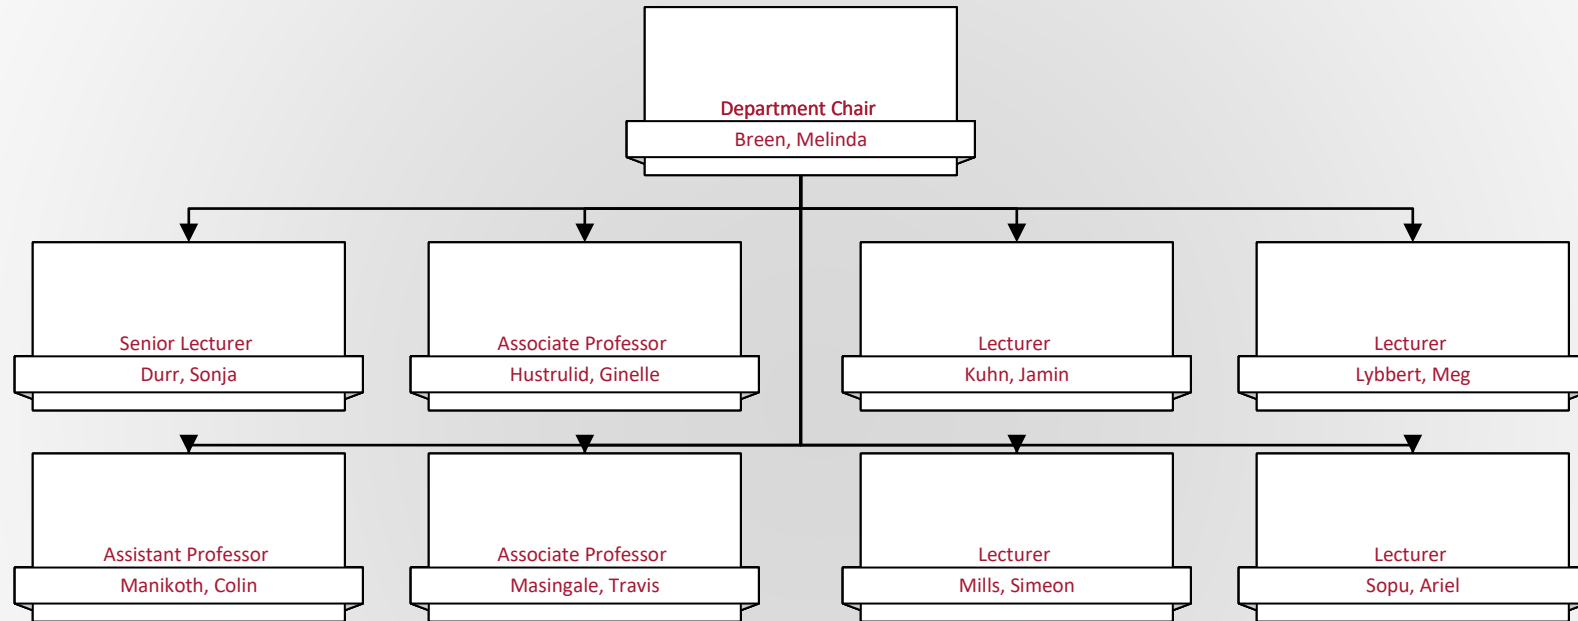 Department Chair
Breen, Melinda
Senior Lecturer
Durr, Sonja
Associate Professor
Hustrulid, Ginelle
Lecturer
Kuhn, Jamin
Lecturer
Lybbert, Meg
Assistant Professor
Manikoth, Colin
Associate Professor
Masingale, Travis
Lecturer
Mills, Simeon
Lecturer
Sopu, Ariel